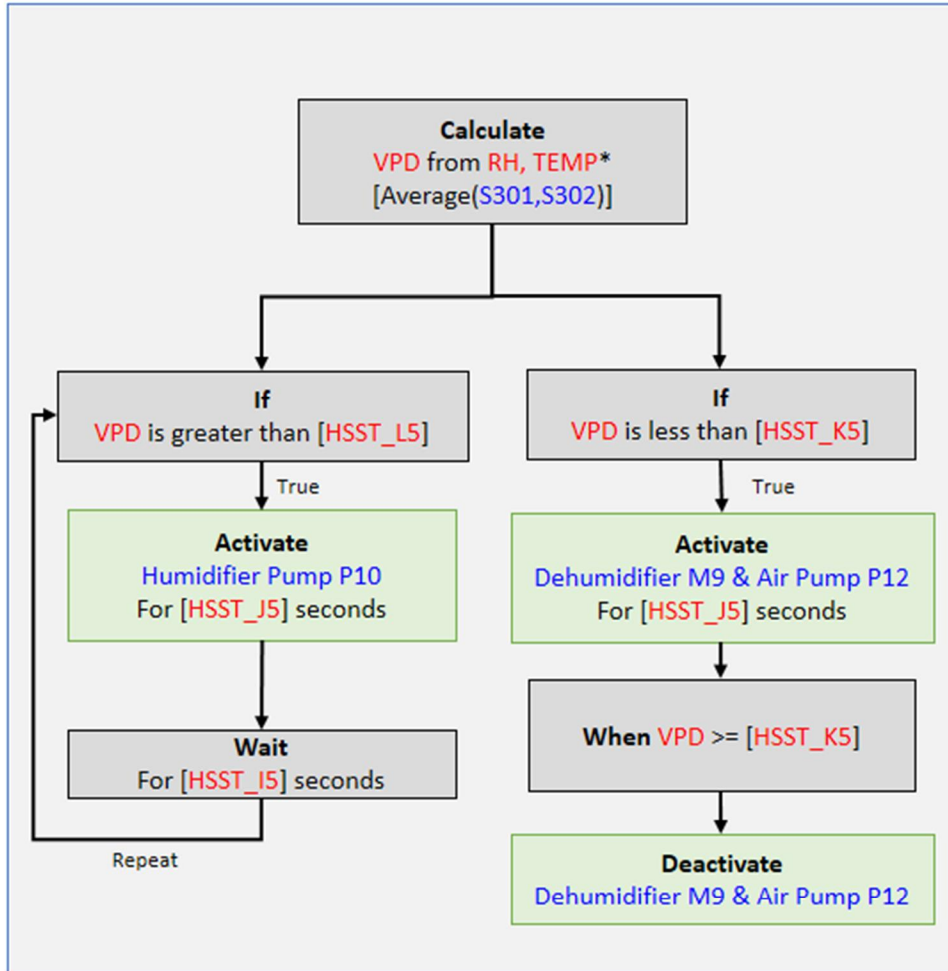 Calculate
VPD from RH, TEMP*
[Average(S301,S302)]
If
VPD is greater than [HSST_L5]
True
Activate
Humidifier Pump P10
For [HSST_J5] seconds
Wait
For [HSST_I5] seconds
Repeat
If
VPD is less than [HSST_K5]
True
Activate
Dehumidifier M9 & Air Pump P12
For [HSST_J5] seconds
When VPD >= [HSST_K5]
Deactivate
Dehumidifier M9 & Air Pump P12